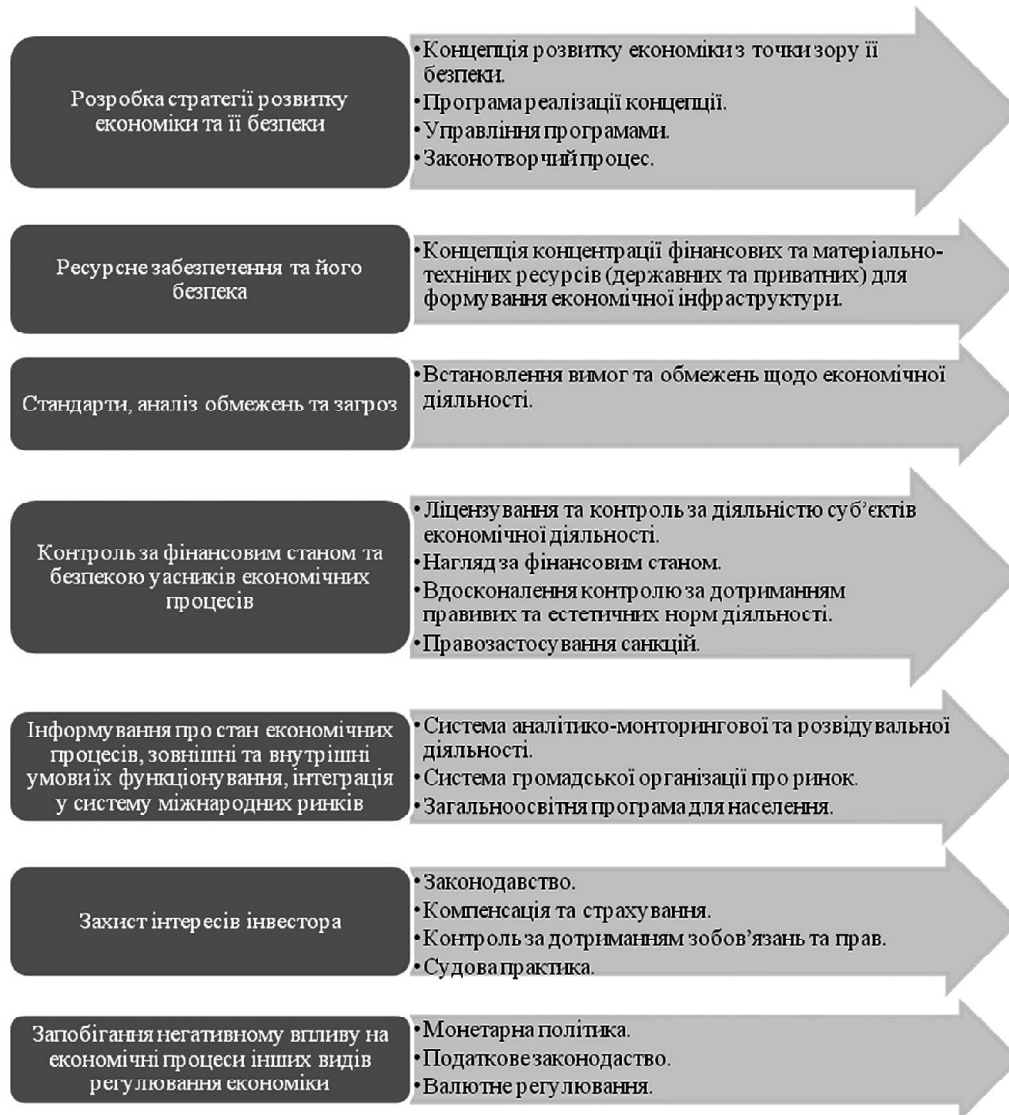 Розробка стратегії розвитку
економіки та її безпеки
• Концепція розвитку економіки з точки зору її
безпеки.
• Програма реалізації концепції.
• Управління програмами.
• Законотворчий процес.
Ресурсне забезпечення та його
безпека
• Концепція концентрації фінансових та матеріально-
техніних ресурсів (державних та приватних) для
формування економічної інфраструктури.
Стандарти, аналіз обмежень та загроз
• Встановлення вимог та обмежень щодо економічної
діяльності.
Контроль за фінансовим станом та
безпекою уасників економічних
процесів
• Ліцензування та контроль за діяльністю суб’єктів
економічної діяльності.
• Нагляд за фінансовим станом.
• Вдосконалення контролю за дотриманням
правивих та естетичних норм діяльності.
• Правозастосування санкцій.
Інформування про стан економічних
процесів, зовнішні та внутрішні
умови їх функціонування, інтеграція
у систему міжнародних ринків
• Система аналітико-монторингової та розвідувальної
діяльності.
• Система громадської організації про ринок.
• Загальноосвітня програма для населення.
Захист інтересів інвестора
• Законодавство.
• Компенсація та страхування.
• Контроль за дотриманням зобов’язань та прав.
• Судова практика.
Запобігання негативному впливу на
економічні процеси інших видів
регулювання економіки
• Монетарна політика.
• Податкове законодаство.
• Валютне регулювання.